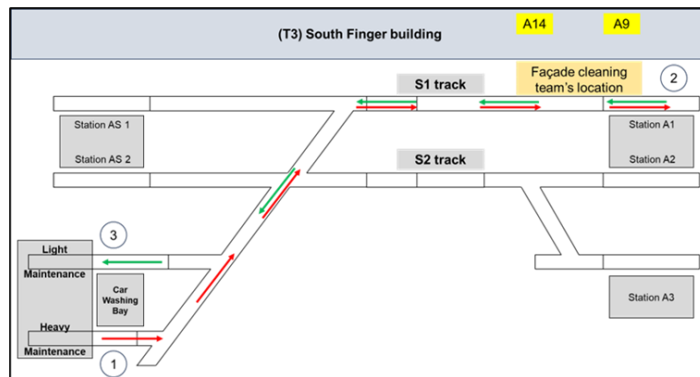 (T3) South Finger building
A14
A9
S1 track
Façade cleaning
team's location
2
Station AS 1
Station AS 2
Station A1
Station A2
S2 track
3
Light
Maintenance
Car
Washing
Bay
Heavy
Maintenance
1
Station A3